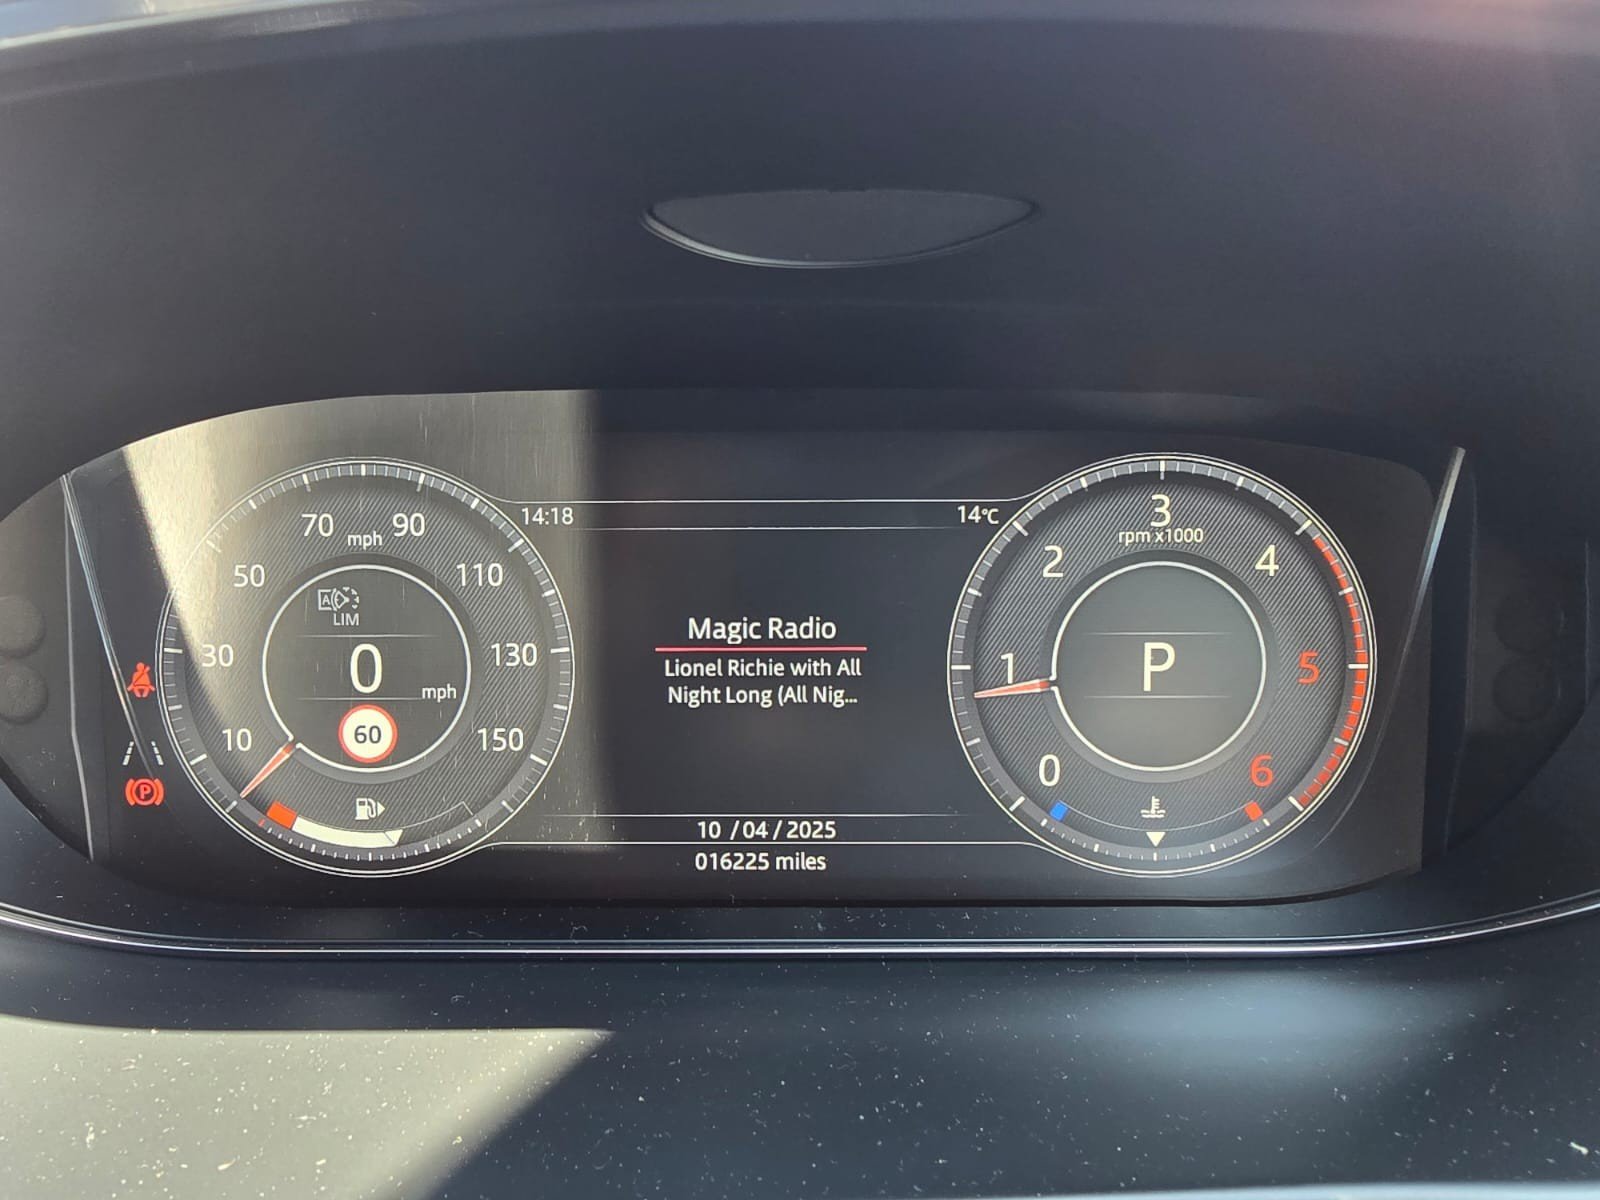 14:18
14°C
70 mph 90
50
110
30
130
10
150
A
LIM
0
mph
60
Magic Radio
Lionel Richie with All
Night Long (All Nig...
3
rpm x1000
2
4
1
5
0
6
P
P
10 /04 / 2025
016225 miles